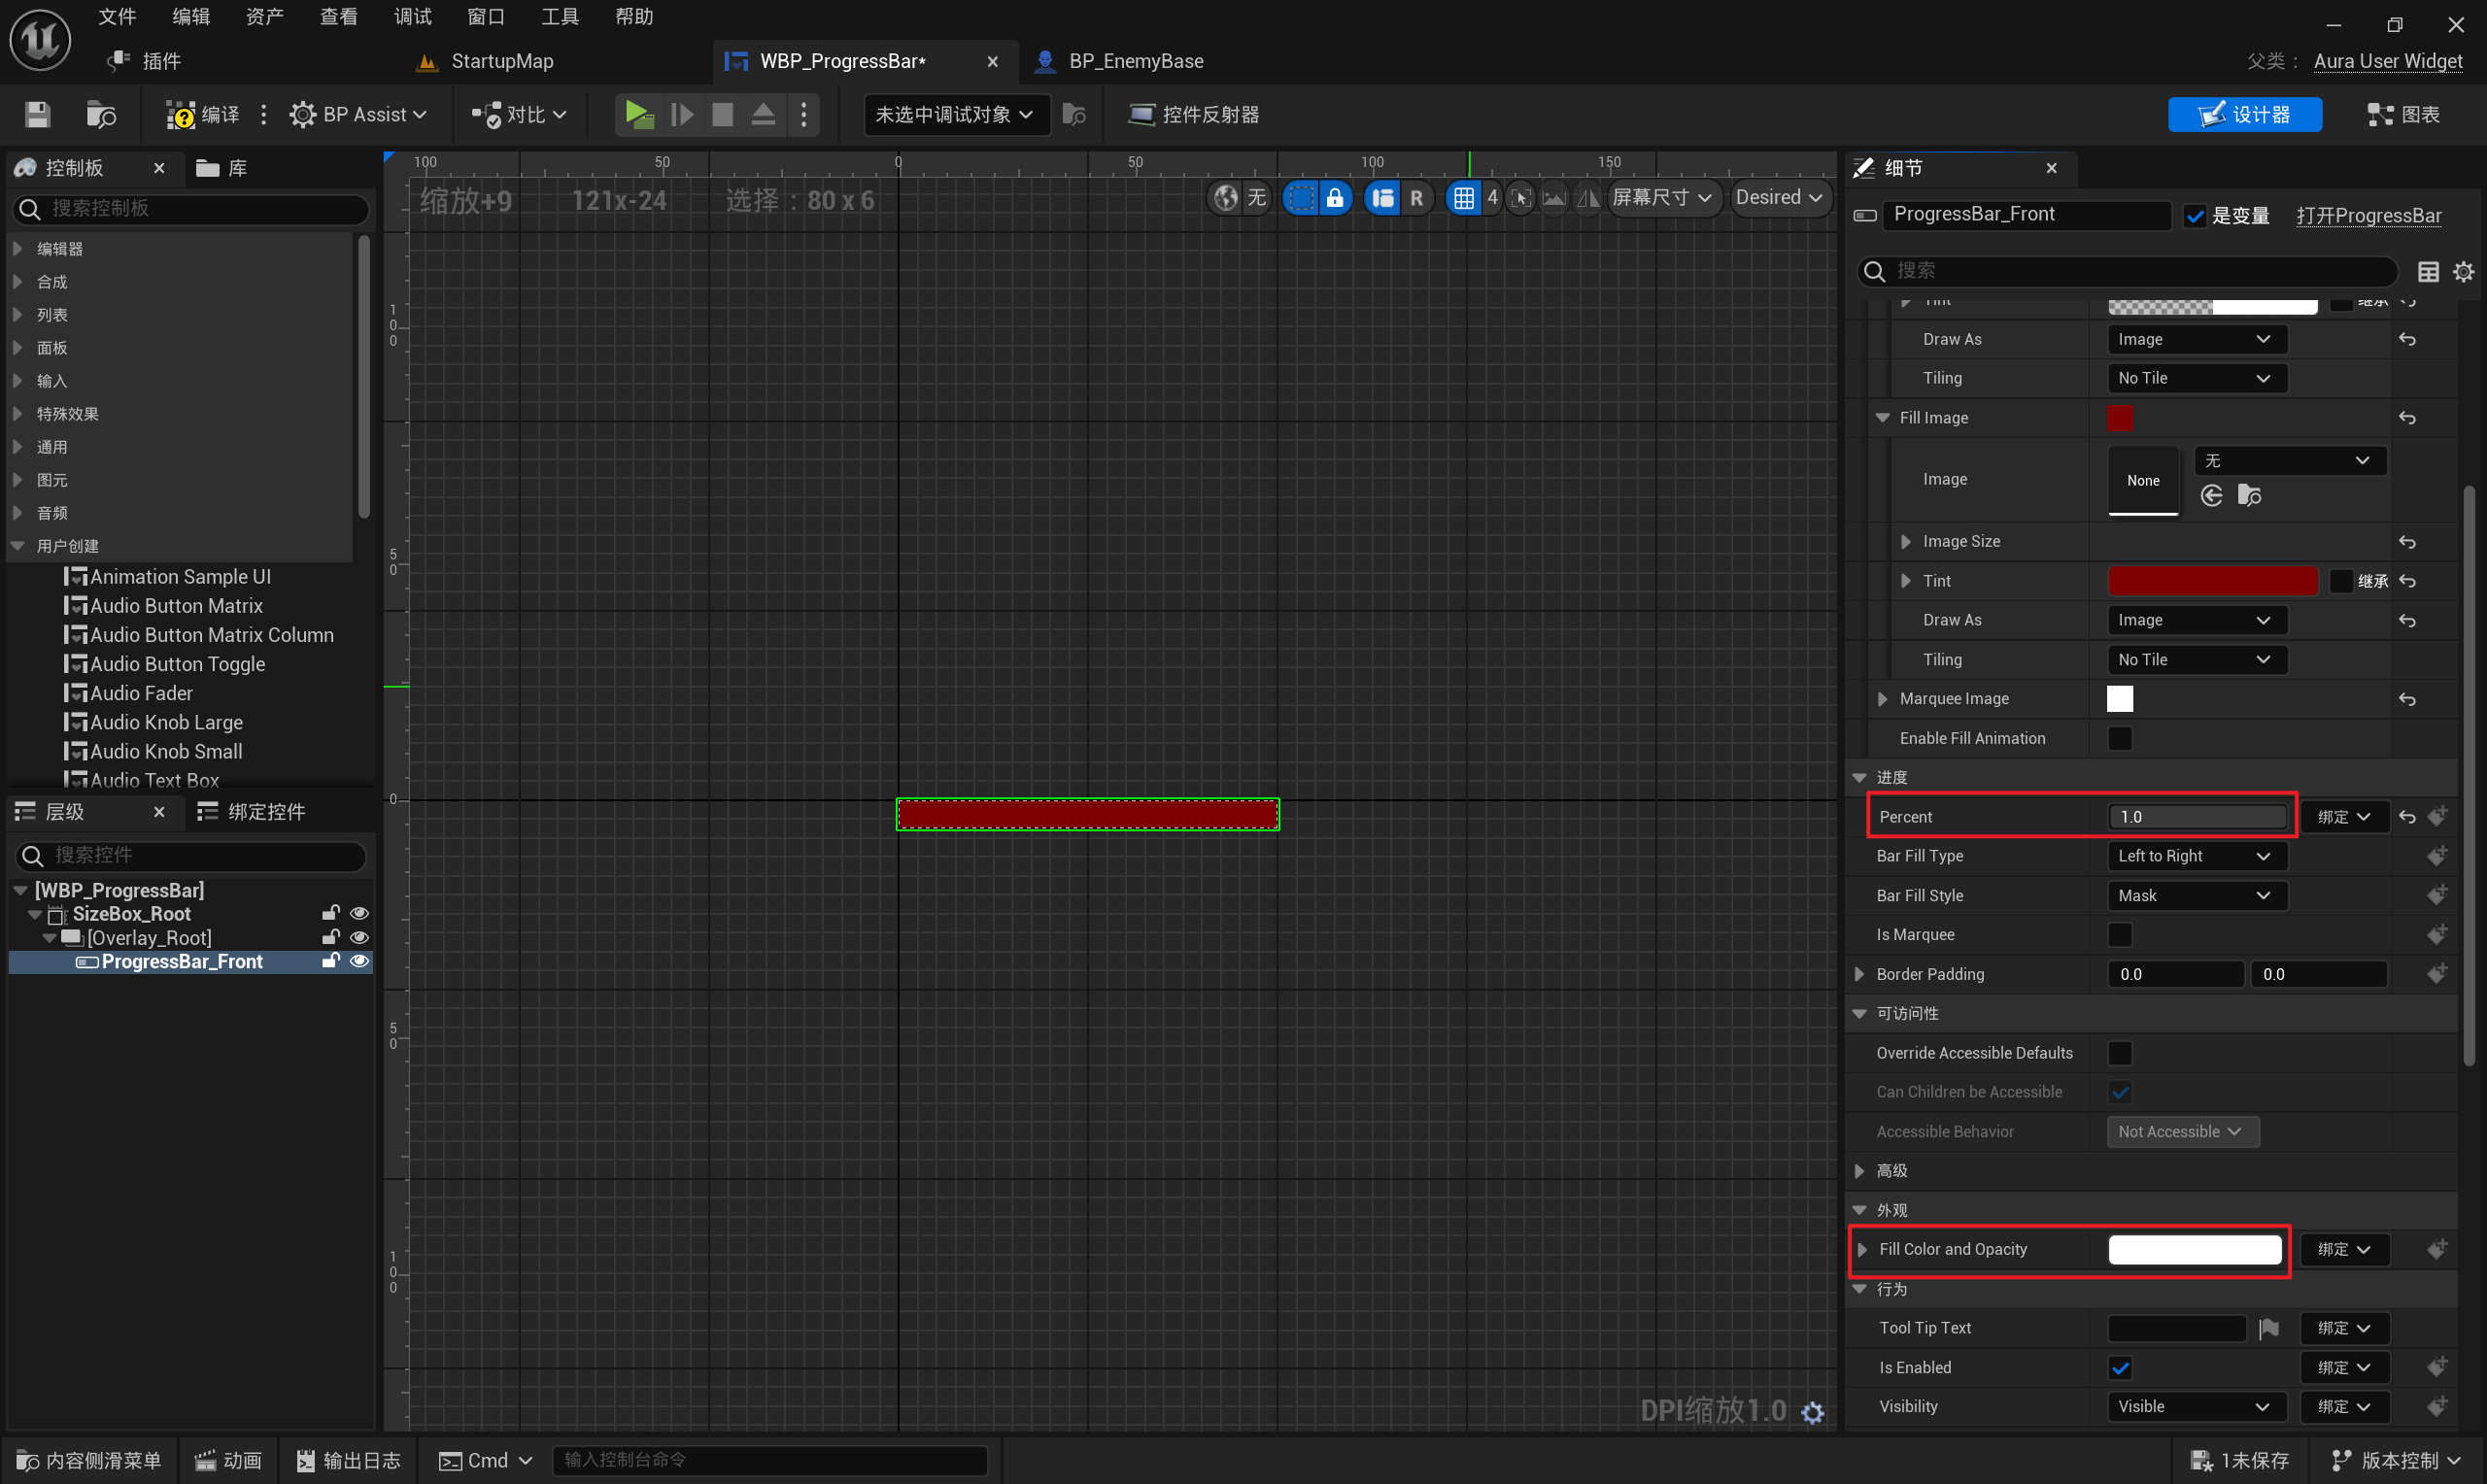 文件 编辑 资产 查看 调试 窗口 工具 帮助
插件 StartupMap WBP_ProgressBar* BP_EnemyBase 父类： Aura User Widget
编译 BP Assist 对比 未选中调试对象 控件反射器 设计器 图表
控制板 库
搜索控制板
编辑器
合成
列表
面板
输入
特殊效果
通用
图元
音频
用户创建
Animation Sample UI
Audio Button Matrix
Audio Button Matrix Column
Audio Button Toggle
Audio Fader
Audio Knob Large
Audio Knob Small
Audio Text Box
层级 绑定控件
搜索控件
[WBP_ProgressBar]
SizeBox_Root
[Overlay_Root]
ProgressBar_Front
100 50 0 50 100 150
缩放+9 121x-24 选择：80 x 6 无 R 4 屏幕尺寸 Desired
100
50
0
50
100
DPI缩放1.0
细节
ProgressBar_Front 是变量 打开ProgressBar
搜索
Tint 继承
Draw As Image
Tiling No Tile
Fill Image
Image None 无
Image Size
Tint 继承
Draw As Image
Tiling No Tile
Marquee Image
Enable Fill Animation
进度
Percent 1.0 绑定
Bar Fill Type Left to Right
Bar Fill Style Mask
Is Marquee
Border Padding 0.0 0.0
可访问性
Override Accessible Defaults
Can Children be Accessible
Accessible Behavior Not Accessible
高级
外观
Fill Color and Opacity 绑定
行为
Tool Tip Text 绑定
Is Enabled 绑定
Visibility Visible 绑定
内容侧滑菜单 动画 输出日志 Cmd 输入控制台命令 1未保存 版本控制